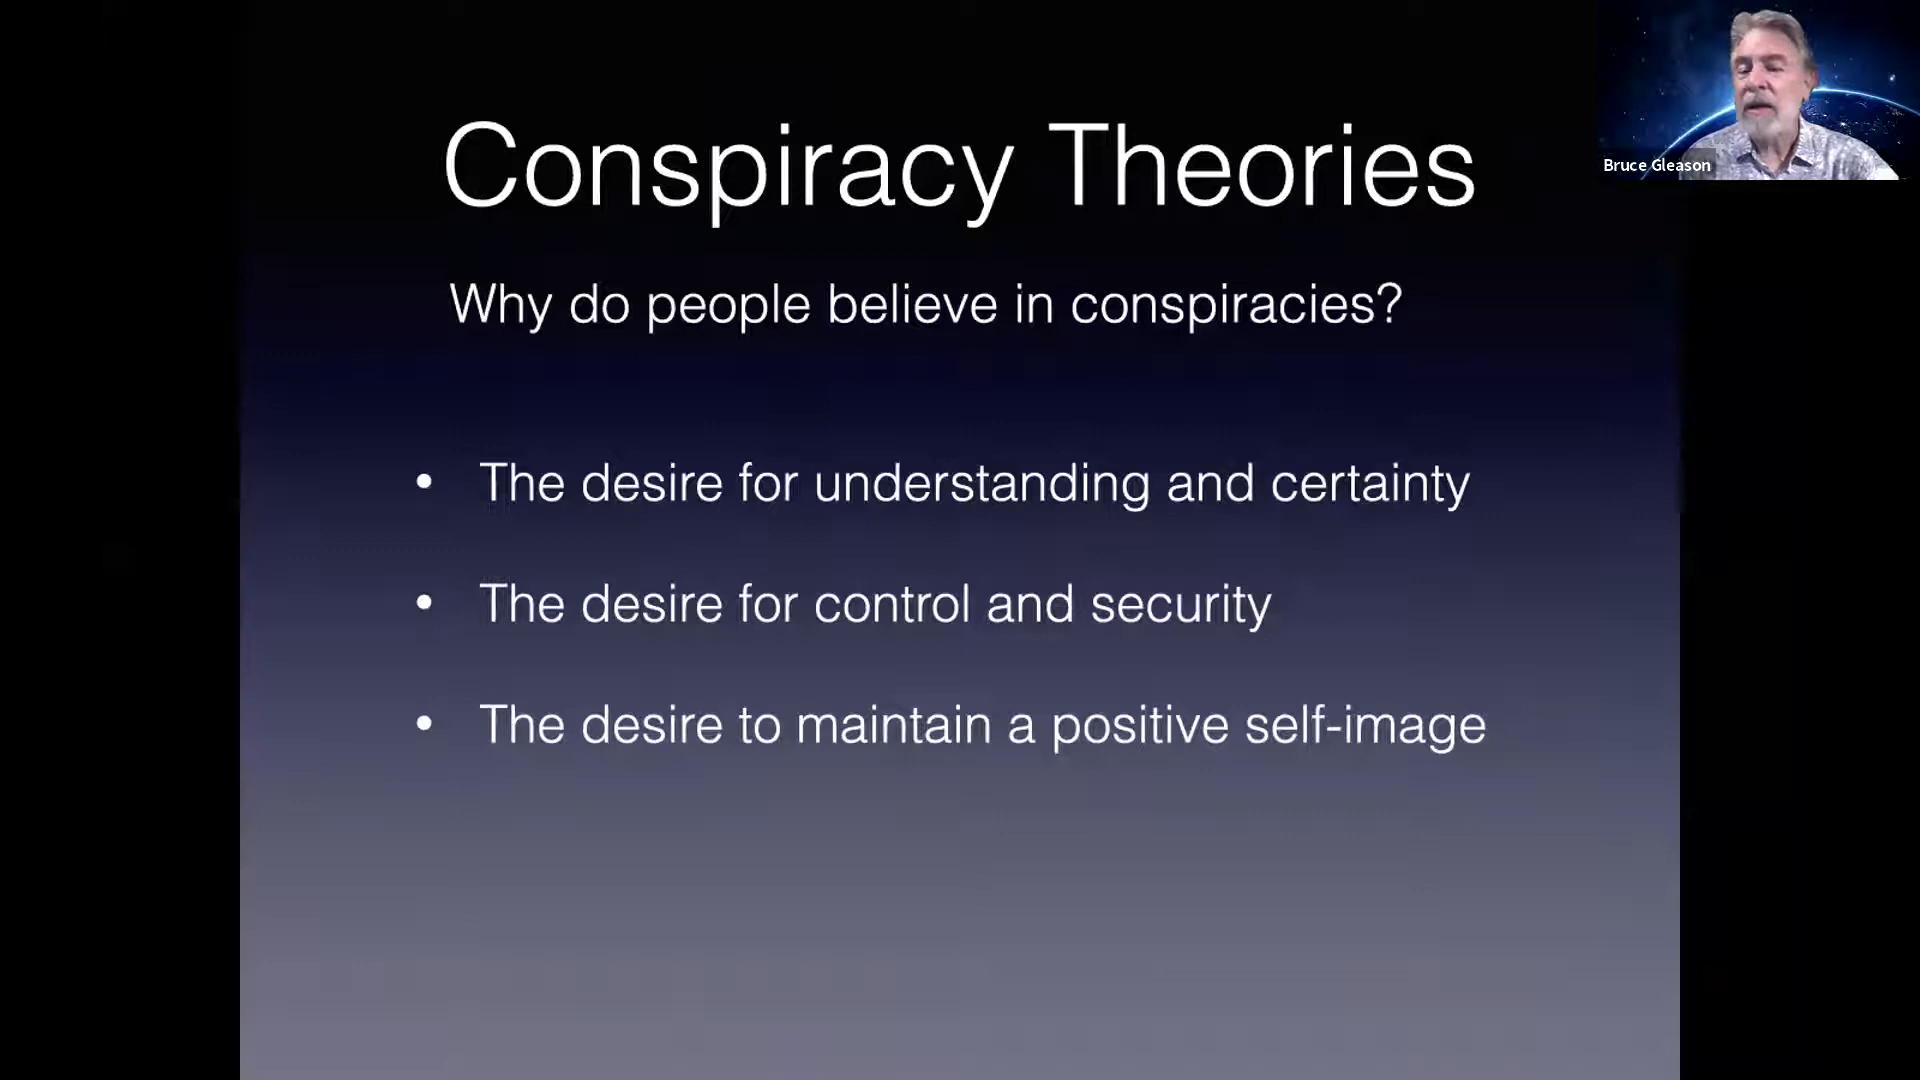 Conspiracy Theories
Bruce Gleason
Why do people believe in conspiracies?
• The desire for understanding and certainty
• The desire for control and security
• The desire to maintain a positive self-image